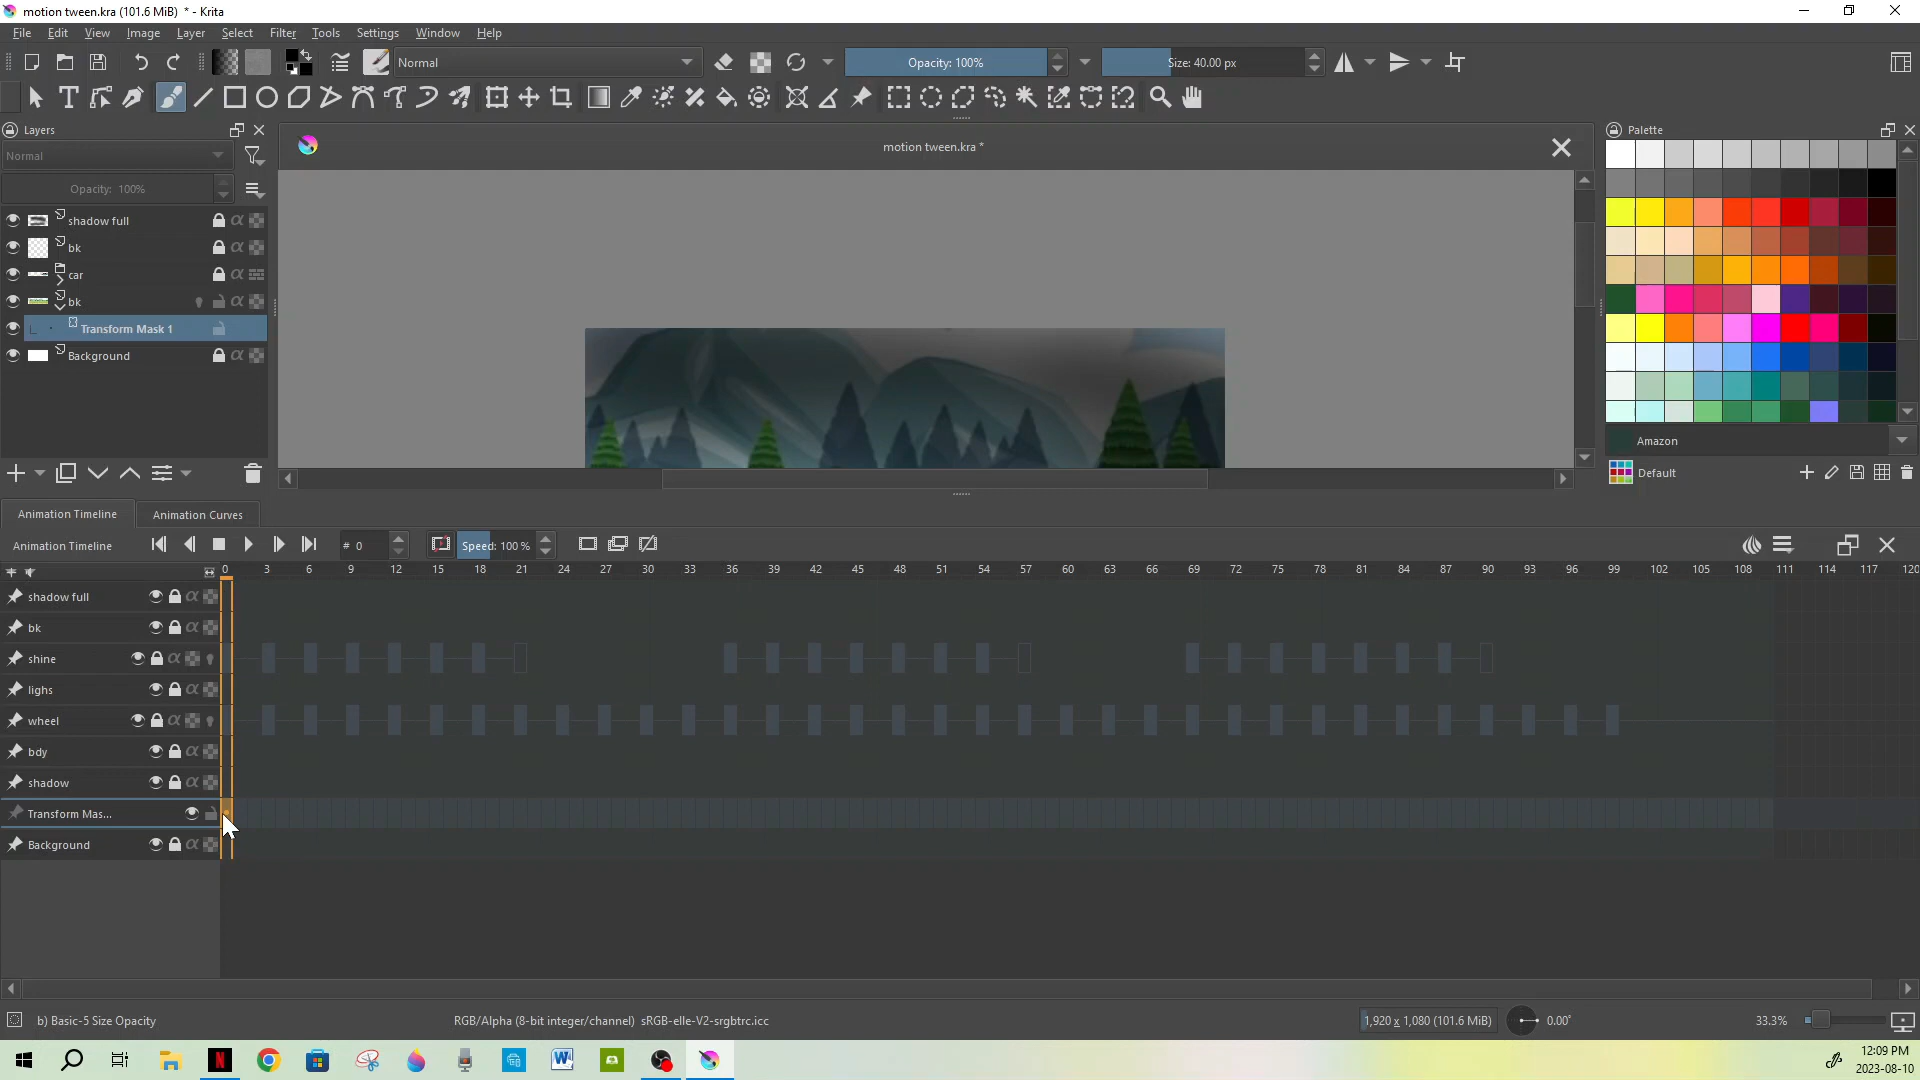 motion tween.kra (101.6 MiB) * - Krita
File Edit View Image Layer Select Filter Tools Settings Window Help
Normal Opacity: 100% Size: 40.00 px
Layers motion tween.kra * Palette
Normal
Opacity: 100%
shadow full
bk
car
bk
Transform Mask 1
Background
Amazon
Default
Animation Timeline Animation Curves
Animation Timeline # 0 Speed: 100 %
0 3 6 9 12 15 18 21 24 27 30 33 36 39 42 45 48 51 54 57 60 63 66 69 72 75 78 81 84 87 90 93 96 99 102 105 108 111 114 117 120
shadow full
bk
shine
lighs
wheel
bdy
shadow
Transform Mas...
Background
b) Basic-5 Size Opacity RGB/Alpha (8-bit integer/channel) sRGB-elle-V2-srgbtrc.icc 1,920 x 1,080 (101.6 MiB) 0.00° 33.3%
12:09 PM
2023-08-10